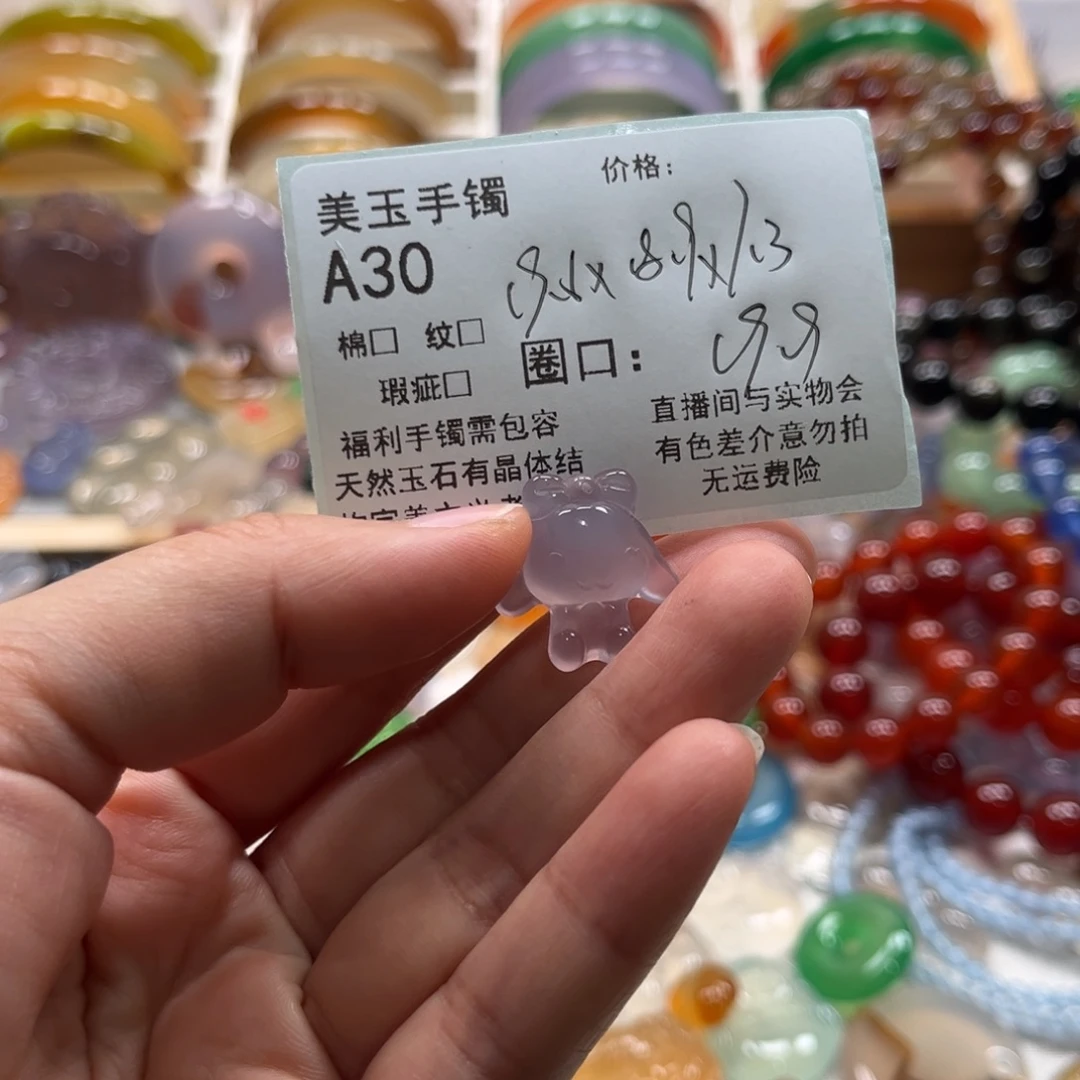 价格:
美玉手镯
A30
棉□ 纹□
圈口:
99
瑕疵□
福利手镯需包容
天然玉石有晶体结
直播间与实物会
有色差介意勿拍
无运费险